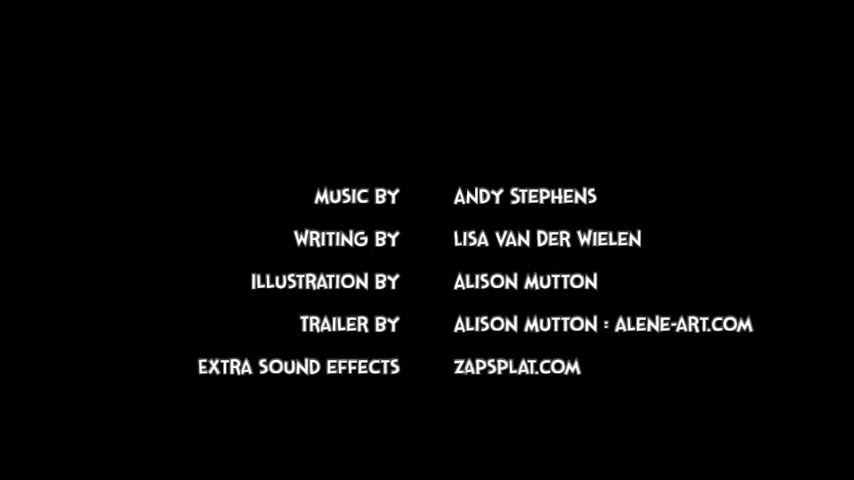 MUSIC BY ANDY STEPHENS
WRITING BY LISA VAN DER WIELEN
ILLUSTRATION BY ALISON MUTTON
TRAILER BY ALISON MUTTON : ALENE-ART.COM
EXTRA SOUND EFFECTS ZAPSPLAT.COM